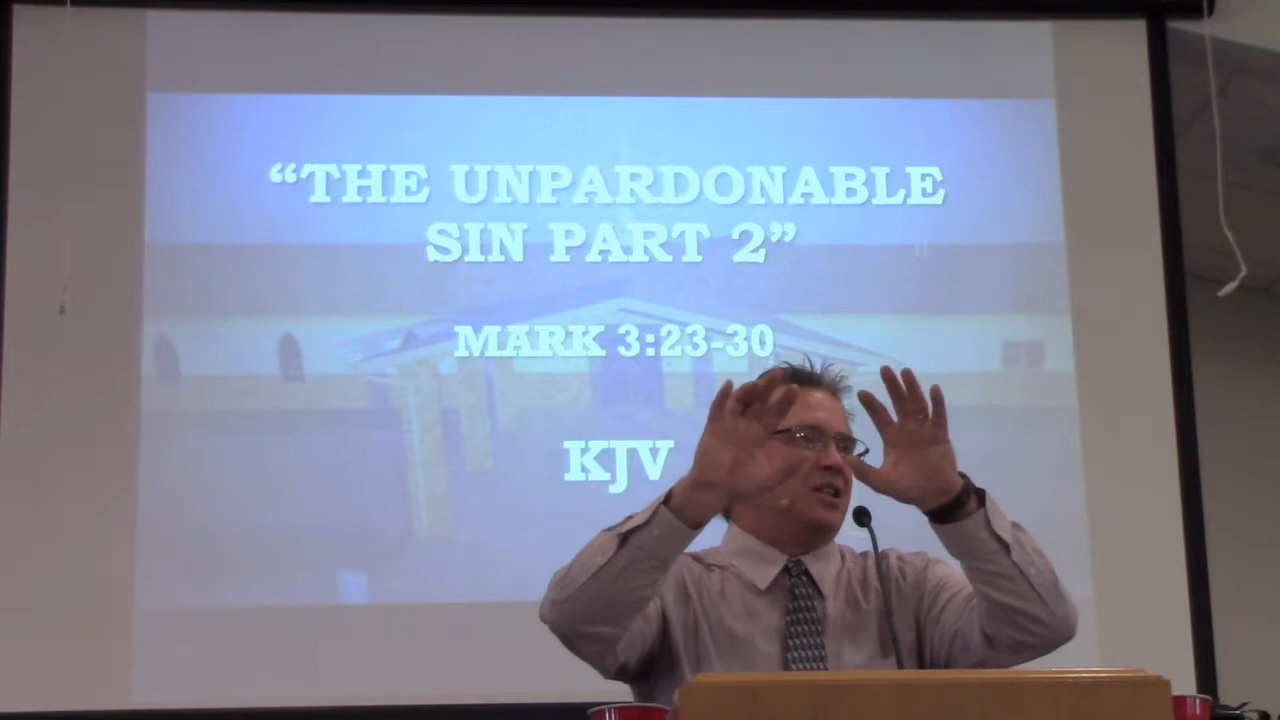 “THE UNPARDONABLE
SIN PART 2”
MARK 3:23-30
KJV